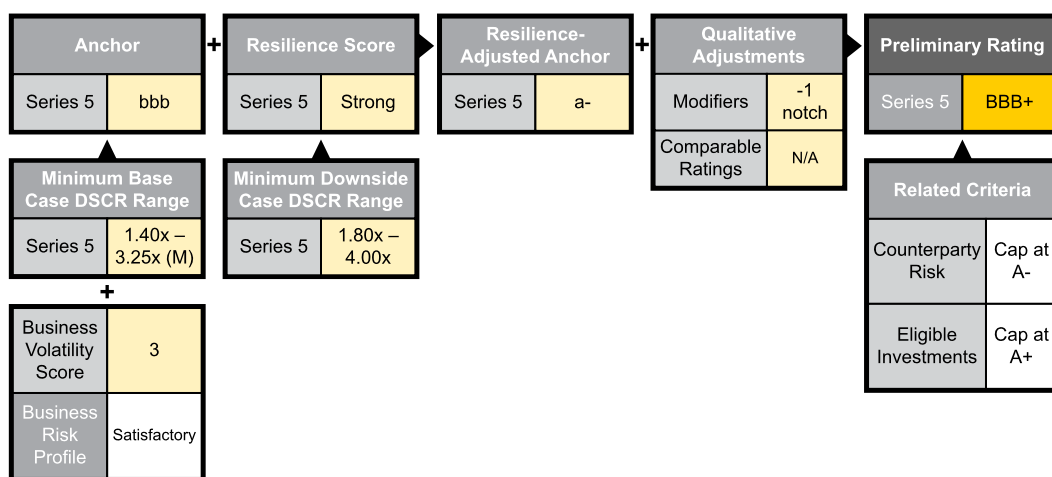 Anchor
Series 5
bbb
+
Resilience Score
Series 5
Strong
Resilience-
Adjusted Anchor
Series 5
a-
+
Qualitative
Adjustments
Modifiers
-1
notch
Comparable
Ratings
N/A
Preliminary Rating
Series 5
BBB+
Minimum Base
Case DSCR Range
Series 5
1.40x –
3.25x (M)
+
Business
Volatility
Score
3
Business
Risk
Profile
Satisfactory
Minimum Downside
Case DSCR Range
Series 5
1.80x –
4.00x
Related Criteria
Counterparty
Risk
Cap at
A-
Eligible
Investments
Cap at
A+